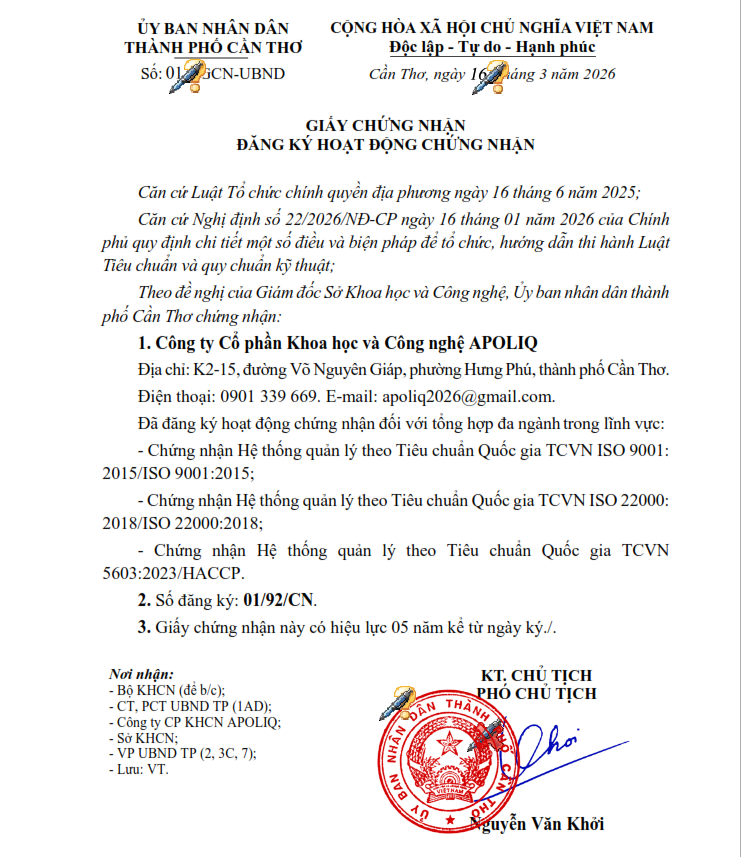 ỦY BAN NHÂN DÂN
THÀNH PHỐ CẦN THƠ
CỘNG HÒA XÃ HỘI CHỦ NGHĨA VIỆT NAM
Độc lập - Tự do - Hạnh phúc
Số: 01 GCN-UBND
Cần Thơ, ngày 16 háng 3 năm 2026
GIẤY CHỨNG NHẬN
ĐĂNG KÝ HOẠT ĐỘNG CHỨNG NHẬN
Căn cứ Luật Tổ chức chính quyền địa phương ngày 16 tháng 6 năm 2025;
Căn cứ Nghị định số 22/2026/NĐ-CP ngày 16 tháng 01 năm 2026 của Chính
phủ quy định chi tiết một số điều và biện pháp để tổ chức, hướng dẫn thi hành Luật
Tiêu chuẩn và quy chuẩn kỹ thuật;
Theo đề nghị của Giám đốc Sở Khoa học và Công nghệ, Ủy ban nhân dân thành
phố Cần Thơ chứng nhận:
1. Công ty Cổ phần Khoa học và Công nghệ APOLIQ
Địa chỉ: K2-15, đường Võ Nguyên Giáp, phường Hưng Phú, thành phố Cần Thơ.
Điện thoại: 0901 339 669. E-mail: apoliq2026@gmail.com.
Đã đăng ký hoạt động chứng nhận đối với tổng hợp đa ngành trong lĩnh vực:
- Chứng nhận Hệ thống quản lý theo Tiêu chuẩn Quốc gia TCVN ISO 9001:
2015/ISO 9001:2015;
- Chứng nhận Hệ thống quản lý theo Tiêu chuẩn Quốc gia TCVN ISO 22000:
2018/ISO 22000:2018;
- Chứng nhận Hệ thống quản lý theo Tiêu chuẩn Quốc gia TCVN
5603:2023/HACCP.
2. Số đăng ký: 01/92/CN.
3. Giấy chứng nhận này có hiệu lực 05 năm kể từ ngày ký./.
Nơi nhận:
- Bộ KHCN (để b/c);
- CT, PCT UBND TP (1AD);
- Công ty CP KHCN APOLIQ;
- Sở KHCN;
- VP UBND TP (2, 3C, 7);
- Lưu: VT.
KT. CHỦ TỊCH
PHÓ CHỦ TỊCH
ỦY BAN NHÂN DÂN THÀNH PHỐ CẦN THƠ
VIỆT NAM
Khơi
Nguyễn Văn Khởi